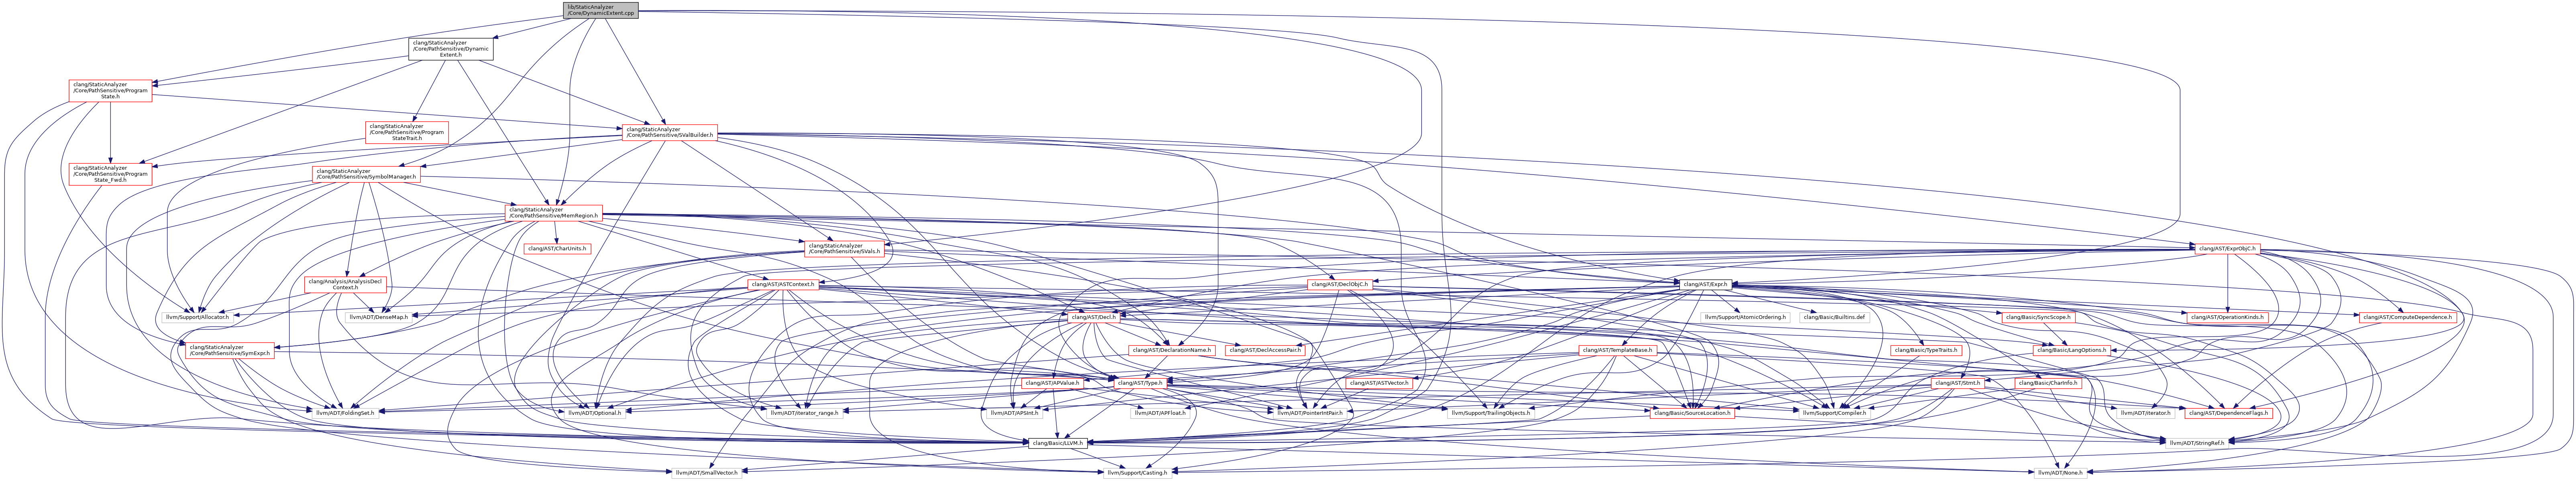 lib/StaticAnalyzer
/Core/DynamicExtent.cpp
clang/StaticAnalyzer
/Core/PathSensitive/Dynamic
Extent.h
clang/StaticAnalyzer
/Core/PathSensitive/Program
State.h
clang/StaticAnalyzer
/Core/PathSensitive/Program
StateTrait.h
clang/StaticAnalyzer
/Core/PathSensitive/SValBuilder.h
clang/StaticAnalyzer
/Core/PathSensitive/Program
State_Fwd.h
clang/StaticAnalyzer
/Core/PathSensitive/SymbolManager.h
clang/StaticAnalyzer
/Core/PathSensitive/MemRegion.h
clang/AST/CharUnits.h
clang/StaticAnalyzer
/Core/PathSensitive/SVals.h
clang/AST/ExprObjC.h
clang/Analysis/AnalysisDecl
Context.h
clang/AST/ASTContext.h
clang/AST/DeclObjC.h
clang/AST/Expr.h
llvm/Support/Allocator.h
llvm/ADT/DenseMap.h
clang/AST/Decl.h
llvm/Support/AtomicOrdering.h
clang/Basic/Builtins.def
clang/Basic/SyncScope.h
clang/AST/OperationKinds.h
clang/AST/ComputeDependence.h
clang/StaticAnalyzer
/Core/PathSensitive/SymExpr.h
clang/AST/DeclarationName.h
clang/AST/DeclAccessPair.h
clang/AST/TemplateBase.h
clang/Basic/TypeTraits.h
clang/Basic/LangOptions.h
clang/AST/APValue.h
clang/AST/Type.h
clang/AST/ASTVector.h
clang/AST/Stmt.h
clang/Basic/CharInfo.h
llvm/ADT/FoldingSet.h
llvm/ADT/Optional.h
llvm/ADT/iterator_range.h
llvm/ADT/APSInt.h
llvm/ADT/APFloat.h
llvm/ADT/PointerIntPair.h
llvm/Support/TrailingObjects.h
clang/Basic/SourceLocation.h
llvm/Support/Compiler.h
llvm/ADT/iterator.h
clang/AST/DependenceFlags.h
clang/Basic/LLVM.h
llvm/ADT/StringRef.h
llvm/ADT/SmallVector.h
llvm/Support/Casting.h
llvm/ADT/None.h